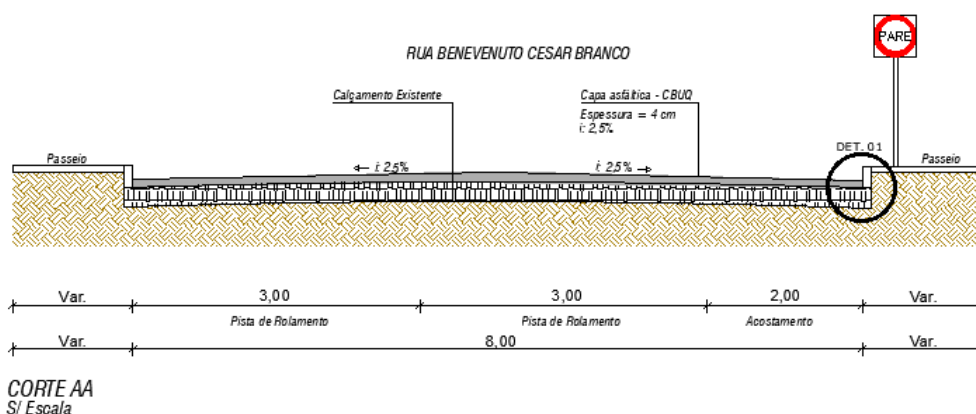 PARE
RUA BENEVENUTO CESAR BRANCO
Calçamento Existente
Capa asfáltica - CBUQ
Espessura = 4 cm
i: 2,5%
DET. 01
Passeio
i: 2,5%
i: 2,5%
Passeio
Var.
3,00
3,00
2,00
Var.
Pista de Rolamento
Pista de Rolamento
Acostamento
Var.
8,00
Var.
CORTE AA
S/ Escala